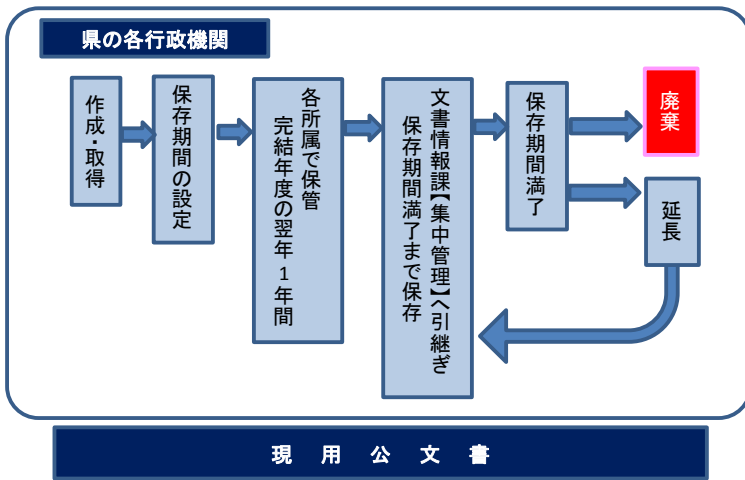 県の各行政機関
作成・取得
保存期間の設定
各所属で保管
完結年度の翌年1年間
文書情報課【集中管理】へ引継ぎ
保存期間満了まで保存
保存期間満了
廃棄
延長
現用公文書